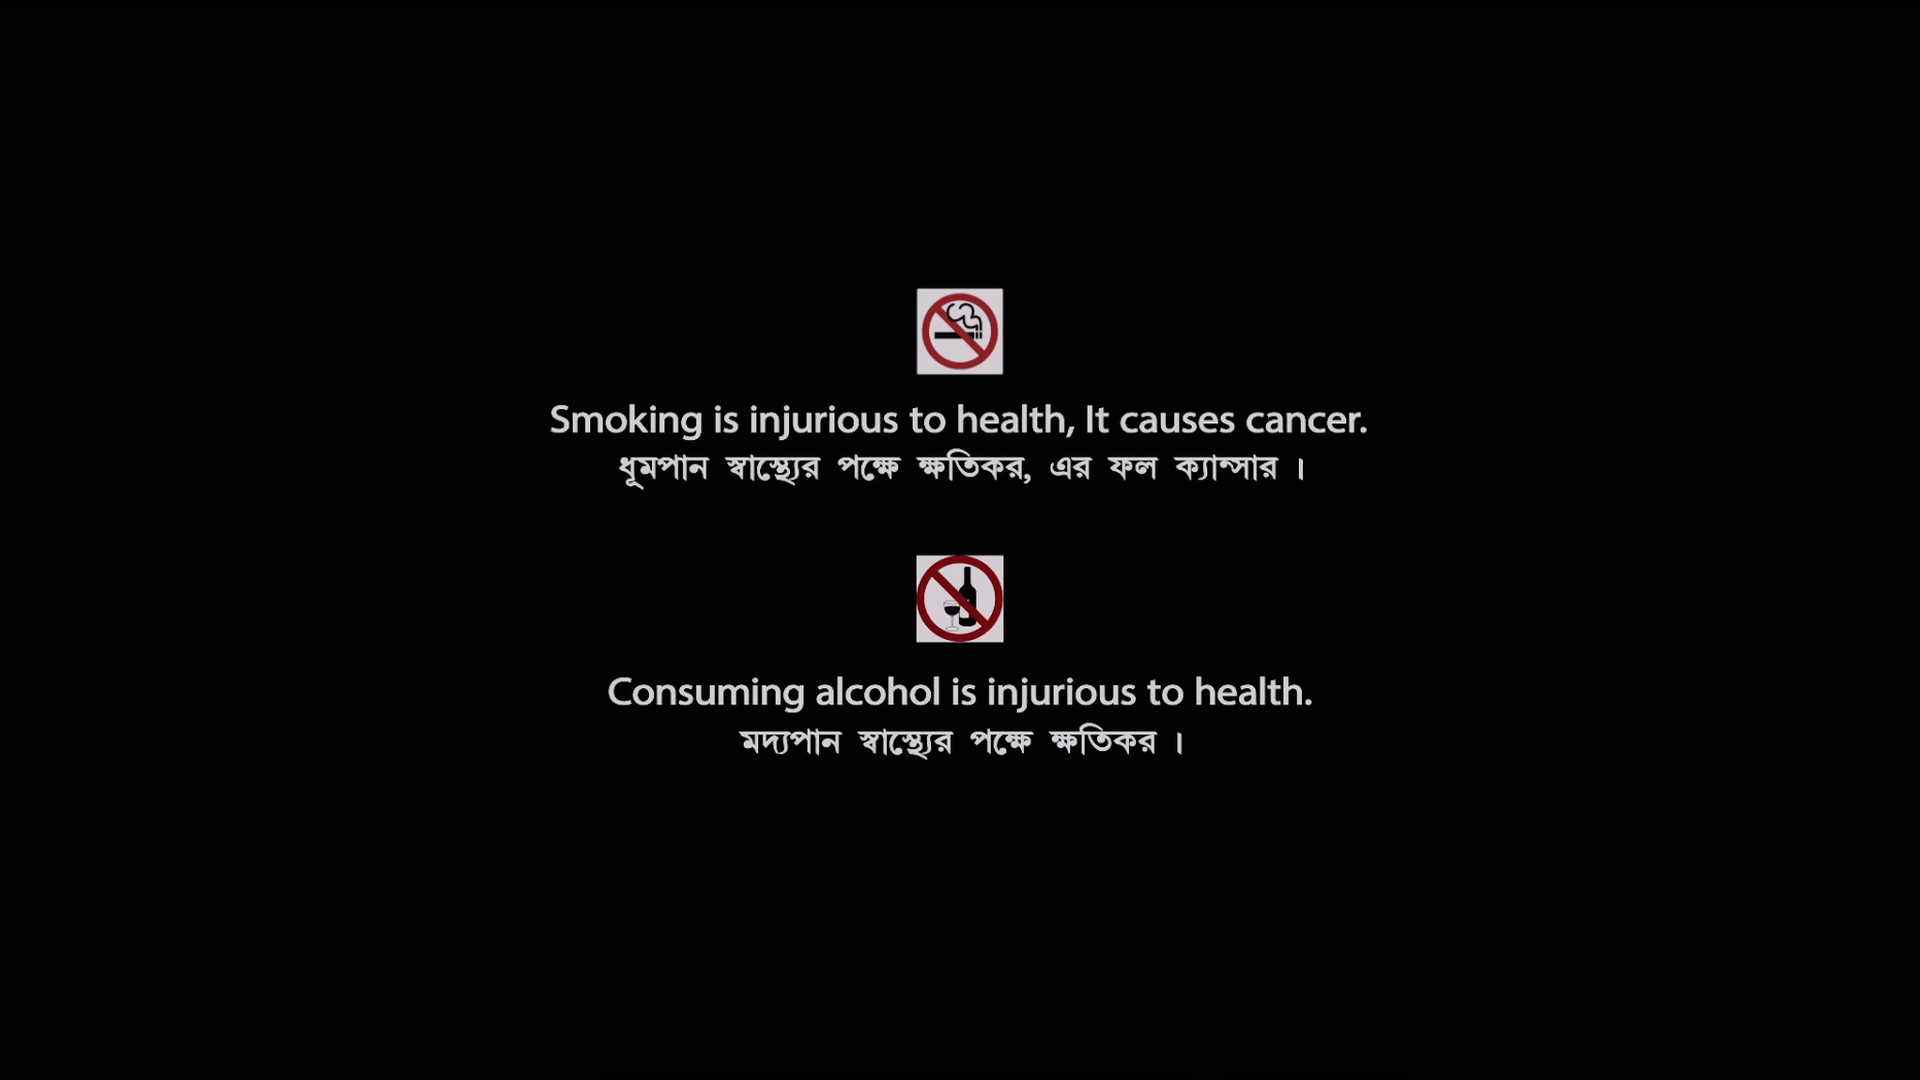 Smoking is injurious to health, It causes cancer.
ধূমপান স্বাস্থ্যের পক্ষে ক্ষতিকর, এর ফল ক্যান্সার ।
Consuming alcohol is injurious to health.
মদ্যপান স্বাস্থ্যের পক্ষে ক্ষতিকর ।